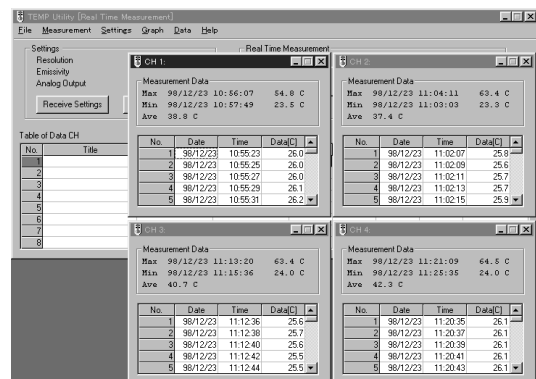 TEMP Utility [Real Time Measurement]
File Measurement Settings Graph Data Help
Settings
Resolution
Emissivity
Analog Output
Receive Settings
Real Time Measurement
Table of Data CH
No. Title
1
2
3
4
5
6
7
8
CH 1:
Measurement Data
Max 98/12/23 10:56:07 54.8 C
Min 98/12/23 10:57:49 23.5 C
Ave 38.8 C
No. Date Time Data[C]
1 98/12/23 10:55:23 26.0
2 98/12/23 10:55:25 26.0
3 98/12/23 10:55:27 26.0
4 98/12/23 10:55:29 26.1
5 98/12/23 10:55:31 26.2
CH 2:
Measurement Data
Max 98/12/23 11:04:11 63.4 C
Min 98/12/23 11:03:03 23.3 C
Ave 37.4 C
No. Date Time Data[C]
1 98/12/23 11:02:07 25.8
2 98/12/23 11:02:09 25.6
3 98/12/23 11:02:11 25.7
4 98/12/23 11:02:13 25.7
5 98/12/23 11:02:15 25.9
CH 3:
Measurement Data
Max 98/12/23 11:13:20 63.4 C
Min 98/12/23 11:15:36 24.0 C
Ave 40.7 C
No. Date Time Data[C]
1 98/12/23 11:12:36 25.6
2 98/12/23 11:12:38 25.7
3 98/12/23 11:12:40 25.6
4 98/12/23 11:12:42 25.5
5 98/12/23 11:12:44 25.5
CH 4:
Measurement Data
Max 98/12/23 11:21:09 64.5 C
Min 98/12/23 11:25:35 24.0 C
Ave 42.3 C
No. Date Time Data[C]
1 98/12/23 11:20:35 26.1
2 98/12/23 11:20:37 26.1
3 98/12/23 11:20:39 26.1
4 98/12/23 11:20:41 26.1
5 98/12/23 11:20:43 26.1